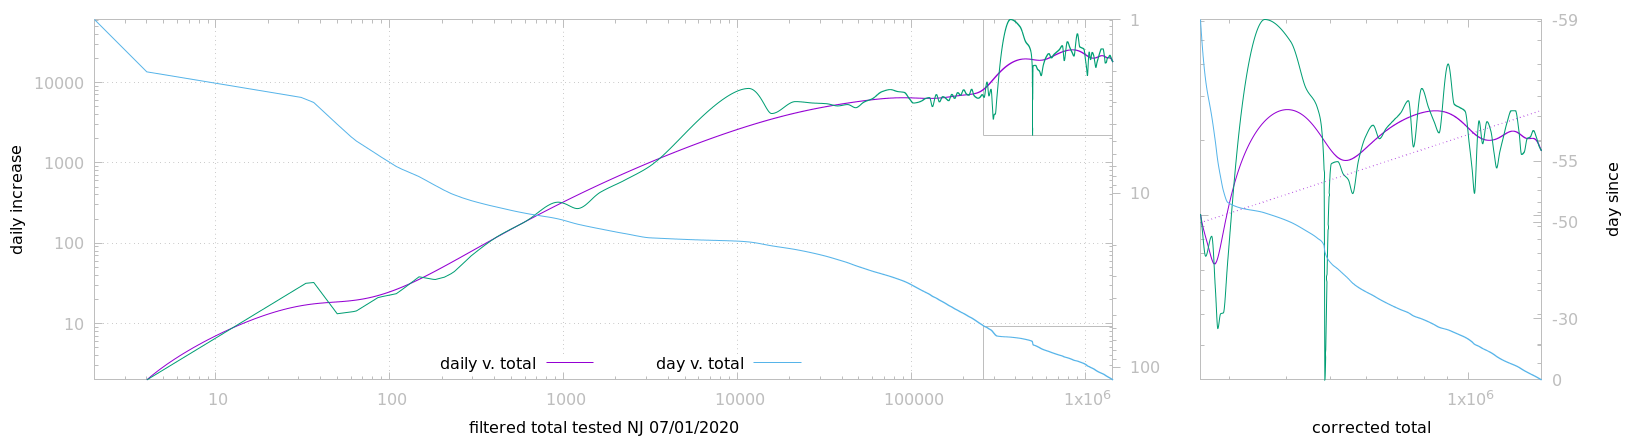 10000
1000
100
10
daily increase
daily v. total
day v. total
10
100
1000
10000
100000
1x10^6
filtered total tested NJ 07/01/2020
1
10
100
-59
-55
-50
-30
0
day since
1x10^6
corrected total